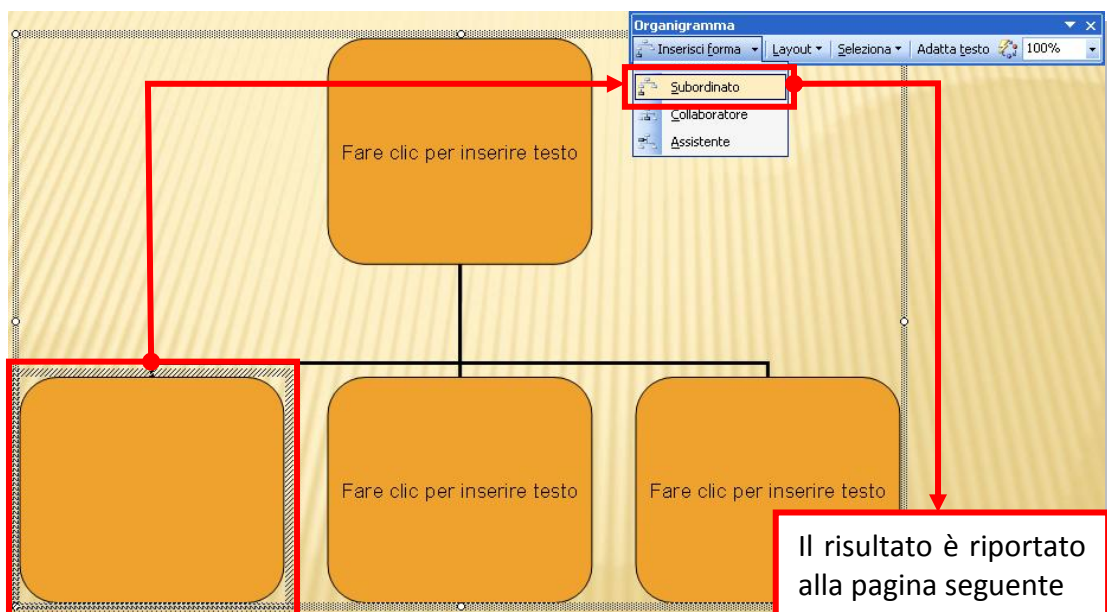 Organigramma
Inserisci forma Layout Seleziona Adatta testo 100%
Subordinato
Collaboratore
Assistente
Fare clic per inserire testo
Fare clic per inserire testo
Fare clic per inserire testo
Il risultato è riportato
alla pagina seguente